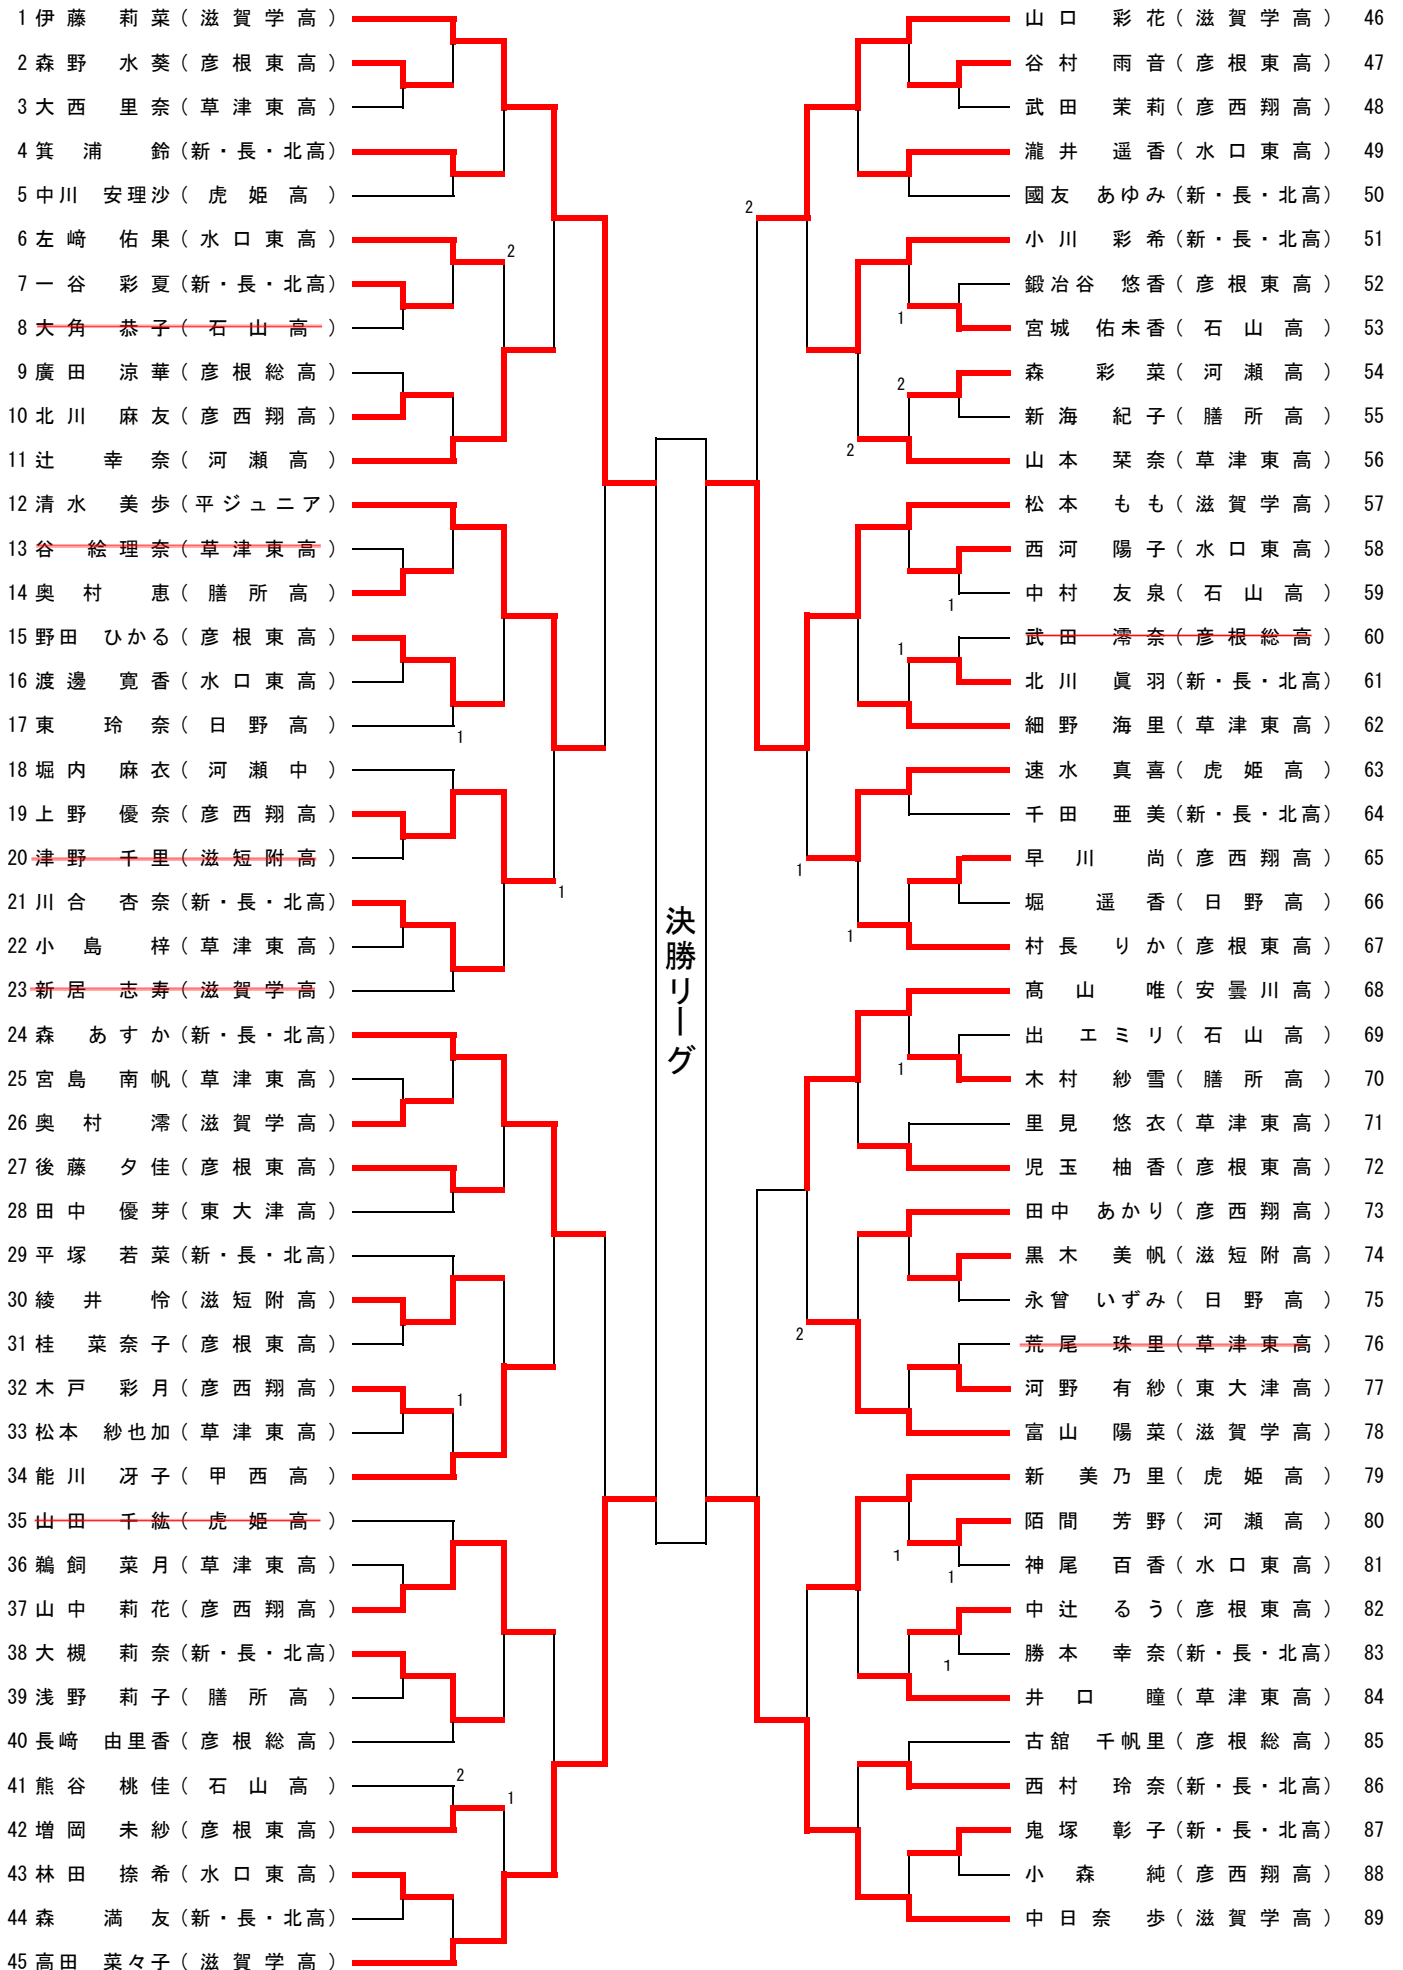 1 伊藤 莉菜 ( 滋賀学高 )
2 森野 水葵 ( 彦根東高 )
3 大西 里奈 ( 草津東高 )
4 箕浦 鈴 (新・長・北高)
5 中川 安理沙 ( 虎姫高 )
6 左﨑 佑果 ( 水口東高 )
2
7 一谷 彩夏 (新・長・北高)
8 大角 恭子 ( 石山高 )
9 廣田 涼華 ( 彦根総高 )
10 北川 麻友 ( 彦西翔高 )
11 辻 幸奈 ( 河瀬高 )
12 清水 美歩 (平ジュニア)
13 谷 絵理奈 ( 草津東高 )
14 奥村 恵 ( 膳所高 )
15 野田 ひかる ( 彦根東高 )
16 渡邊 寛香 ( 水口東高 )
17 東 玲奈 ( 日野高 )
1
18 堀内 麻衣 ( 河瀬中 )
19 上野 優奈 ( 彦西翔高 )
20 津野 千里 ( 滋短附高 )
1
21 川合 杏奈 (新・長・北高)
22 小島 梓 ( 草津東高 )
23 新居 志寿 ( 滋賀学高 )
24 森 あすか (新・長・北高)
25 宮島 南帆 ( 草津東高 )
26 奥村 澪 ( 滋賀学高 )
27 後藤 夕佳 ( 彦根東高 )
28 田中 優芽 ( 東大津高 )
29 平塚 若菜 (新・長・北高)
30 綾井 怜 ( 滋短附高 )
31 桂 菜奈子 ( 彦根東高 )
32 木戸 彩月 ( 彦西翔高 )
1
33 松本 紗也加 ( 草津東高 )
34 能川 冴子 ( 甲西高 )
35 山田 千紘 ( 虎姫高 )
36 鵜飼 菜月 ( 草津東高 )
37 山中 莉花 ( 彦西翔高 )
38 大槻 莉奈 (新・長・北高)
39 浅野 莉子 ( 膳所高 )
40 長﨑 由里香 ( 彦根総高 )
41 熊谷 桃佳 ( 石山高 )
2
1
42 増岡 未紗 ( 彦根東高 )
43 林田 捺希 ( 水口東高 )
44 森 満友 (新・長・北高)
45 高田 菜々子 ( 滋賀学高 )
決勝リーグ
山口 彩花 ( 滋賀学高 ) 46
谷村 雨音 ( 彦根東高 ) 47
武田 茉莉 ( 彦西翔高 ) 48
瀧井 遥香 ( 水口東高 ) 49
國友 あゆみ (新・長・北高) 50
2
小川 彩希 (新・長・北高) 51
鍛冶谷 悠香 ( 彦根東高 ) 52
1
宮城 佑未香 ( 石山高 ) 53
森 彩菜 ( 河瀬高 ) 54
2
新海 紀子 ( 膳所高 ) 55
2
山本 栞奈 ( 草津東高 ) 56
松本 もも ( 滋賀学高 ) 57
西河 陽子 ( 水口東高 ) 58
中村 友泉 ( 石山高 ) 59
1
武田 澪奈 ( 彦根総高 ) 60
1
北川 眞羽 (新・長・北高) 61
細野 海里 ( 草津東高 ) 62
速水 真喜 ( 虎姫高 ) 63
千田 亜美 (新・長・北高) 64
早川 尚 ( 彦西翔高 ) 65
1
堀 遥香 ( 日野高 ) 66
1
村長 りか ( 彦根東高 ) 67
髙山 唯 ( 安曇川高 ) 68
出 エミリ ( 石山高 ) 69
1
木村 紗雪 ( 膳所高 ) 70
里見 悠衣 ( 草津東高 ) 71
児玉 柚香 ( 彦根東高 ) 72
田中 あかり ( 彦西翔高 ) 73
黒木 美帆 ( 滋短附高 ) 74
永曾 いずみ ( 日野高 ) 75
2
荒尾 珠里 ( 草津東高 ) 76
河野 有紗 ( 東大津高 ) 77
富山 陽菜 ( 滋賀学高 ) 78
新 美乃里 ( 虎姫高 ) 79
陌間 芳野 ( 河瀬高 ) 80
1
神尾 百香 ( 水口東高 ) 81
1
中辻 るう ( 彦根東高 ) 82
勝本 幸奈 (新・長・北高) 83
1
井口 瞳 ( 草津東高 ) 84
古舘 千帆里 ( 彦根総高 ) 85
西村 玲奈 (新・長・北高) 86
鬼塚 彰子 (新・長・北高) 87
小森 純 ( 彦西翔高 ) 88
中日奈 歩 ( 滋賀学高 ) 89